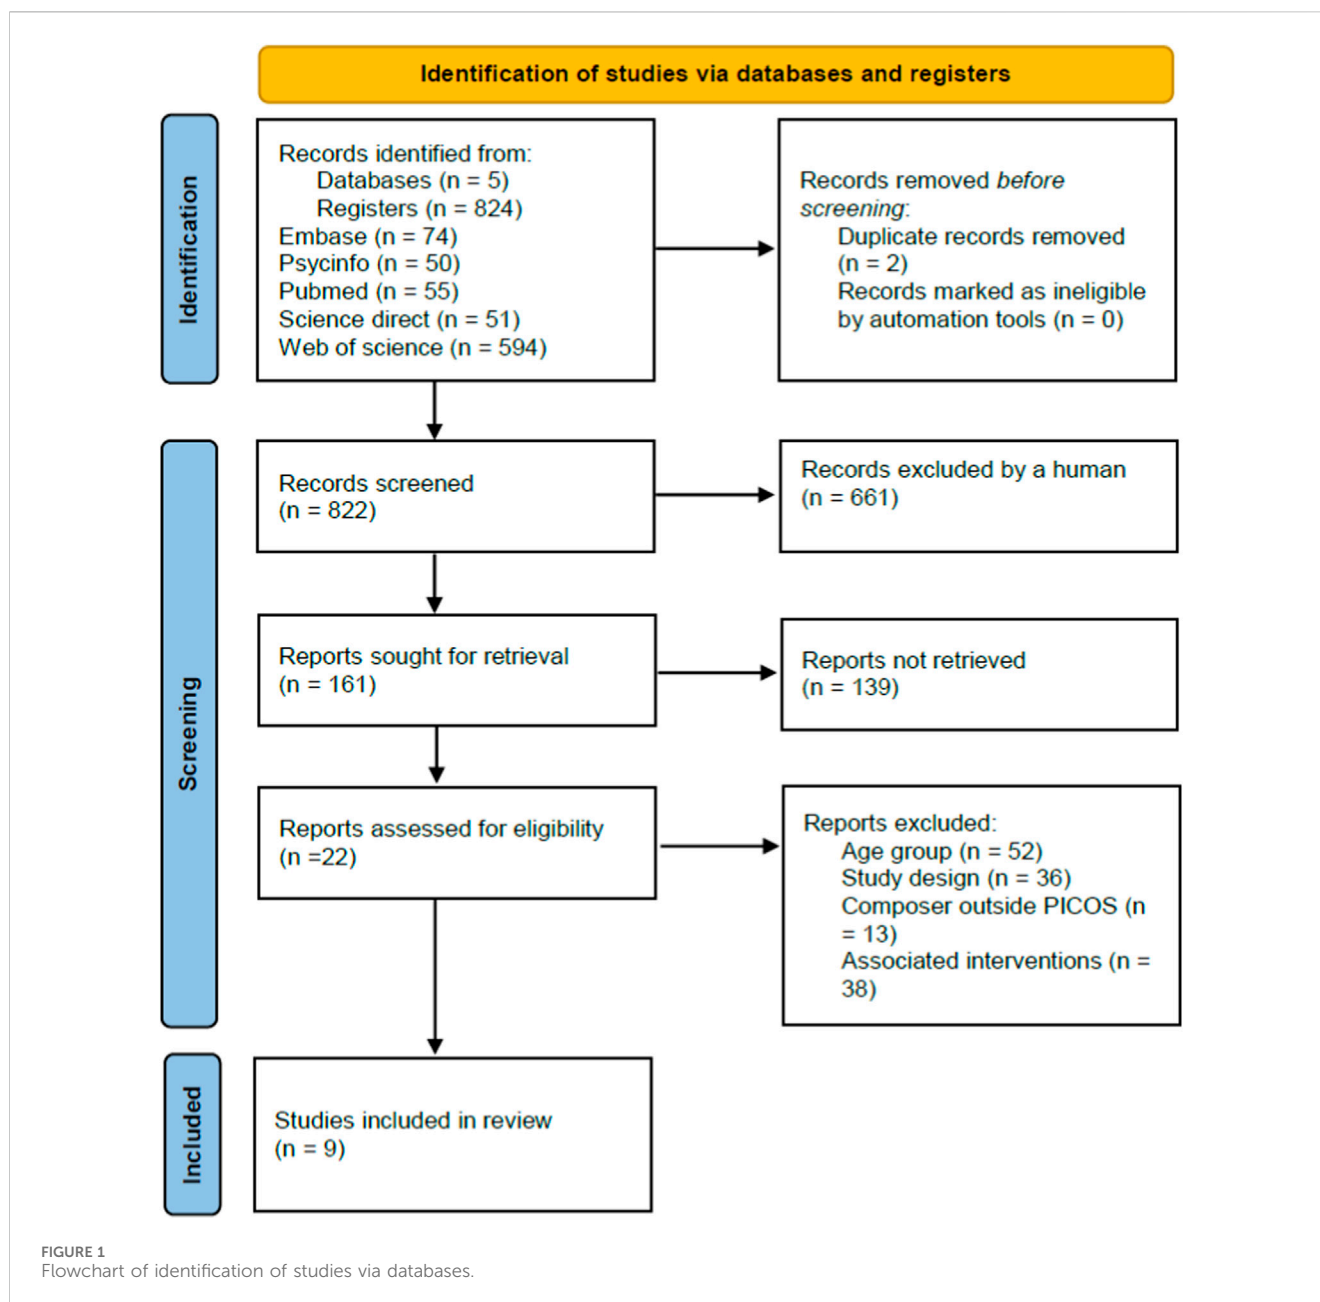 Identification of studies via databases and registers
Identification
Records identified from:
Databases (n = 5)
Registers (n = 824)
Embase (n = 74)
Psycinfo (n = 50)
Pubmed (n = 55)
Science direct (n = 51)
Web of science (n = 594)
Records removed before
screening:
Duplicate records removed
(n = 2)
Records marked as ineligible
by automation tools (n = 0)
Screening
Records screened
(n = 822)
Records excluded by a human
(n = 661)
Reports sought for retrieval
(n = 161)
Reports not retrieved
(n = 139)
Reports assessed for eligibility
(n =22)
Reports excluded:
Age group (n = 52)
Study design (n = 36)
Composer outside PICOS (n
= 13)
Associated interventions (n =
38)
Included
Studies included in review
(n = 9)
FIGURE 1
Flowchart of identification of studies via databases.